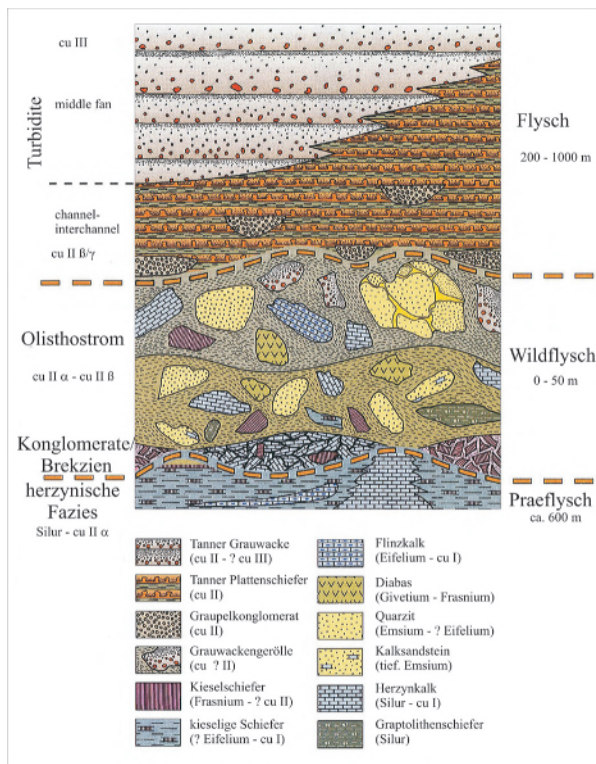 cu III
Turbidite
middle fan
channel-
interchannel
cu II ß/γ
Flysch
200 - 1000 m
Olisthostrom
cu II α - cu II ß
Wildflysch
0 - 50 m
Konglomerate/
Brekzien
herzynische
Fazies
Silur - cu II α
Praeflysch
ca. 600 m
Tanner Grauwacke
(cu II - ? cu III)
Tanner Plattenschiefer
(cu II)
Graupelkonglomerat
(cu II)
Grauwackengerölle
(cu ? II)
Kieselschiefer
(Frasnium - ? cu II)
kieselige Schiefer
(? Eifelium - cu I)
Flinzkalk
(Eifelium - cu I)
Diabas
(Givetium - Frasnium)
Quarzit
(Emsium - ? Eifelium)
Kalksandstein
(tief. Emsium)
Herzynkalk
(Silur - cu I)
Graptolithenschiefer
(Silur)